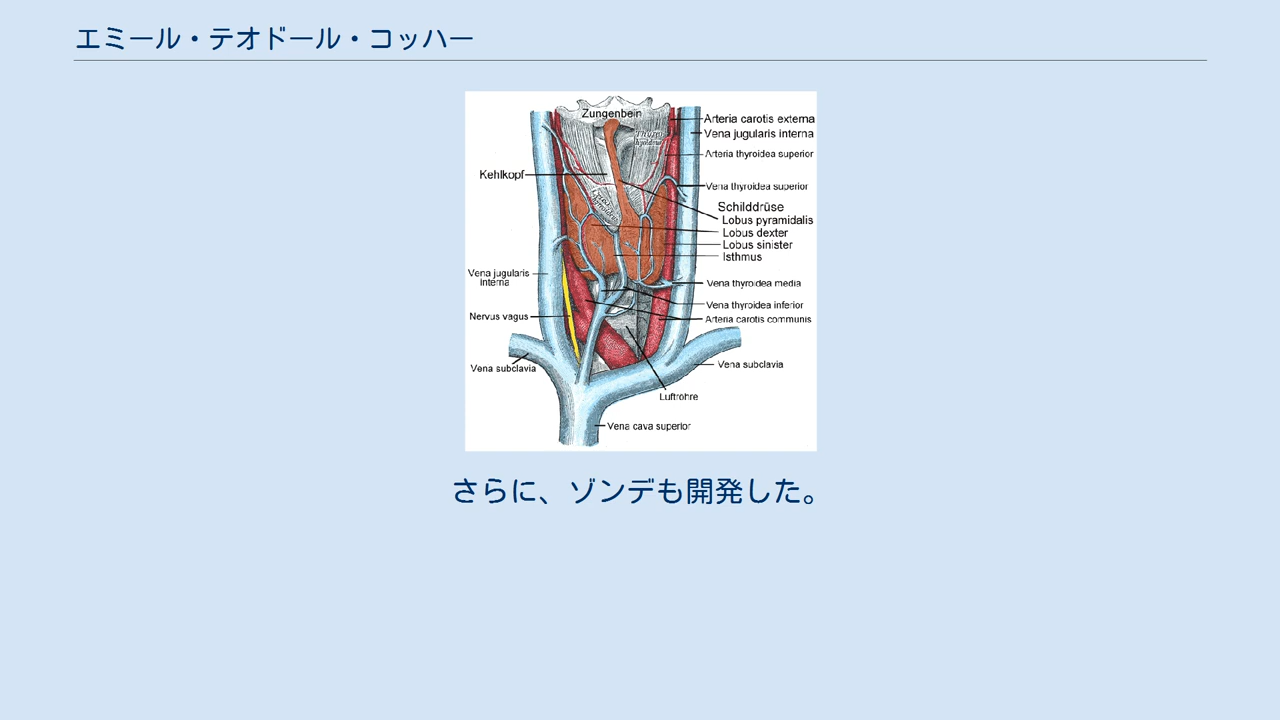 エミール・テオドール・コッハー
Zungenbein
Arteria carotis externa
Vena jugularis interna
Arteria thyroidea superior
Kehlkopf
Vena thyroidea superior
Schilddrüse
Lobus pyramidalis
Lobus dexter
Lobus sinister
Isthmus
Vena jugularis
Interna
Vena thyroidea media
Vena thyroidea inferior
Nervus vagus
Arteria carotis communis
Vena subclavia
Vena subclavia
Luftröhre
Vena cava superior
さらに、ゾンデも開発した。